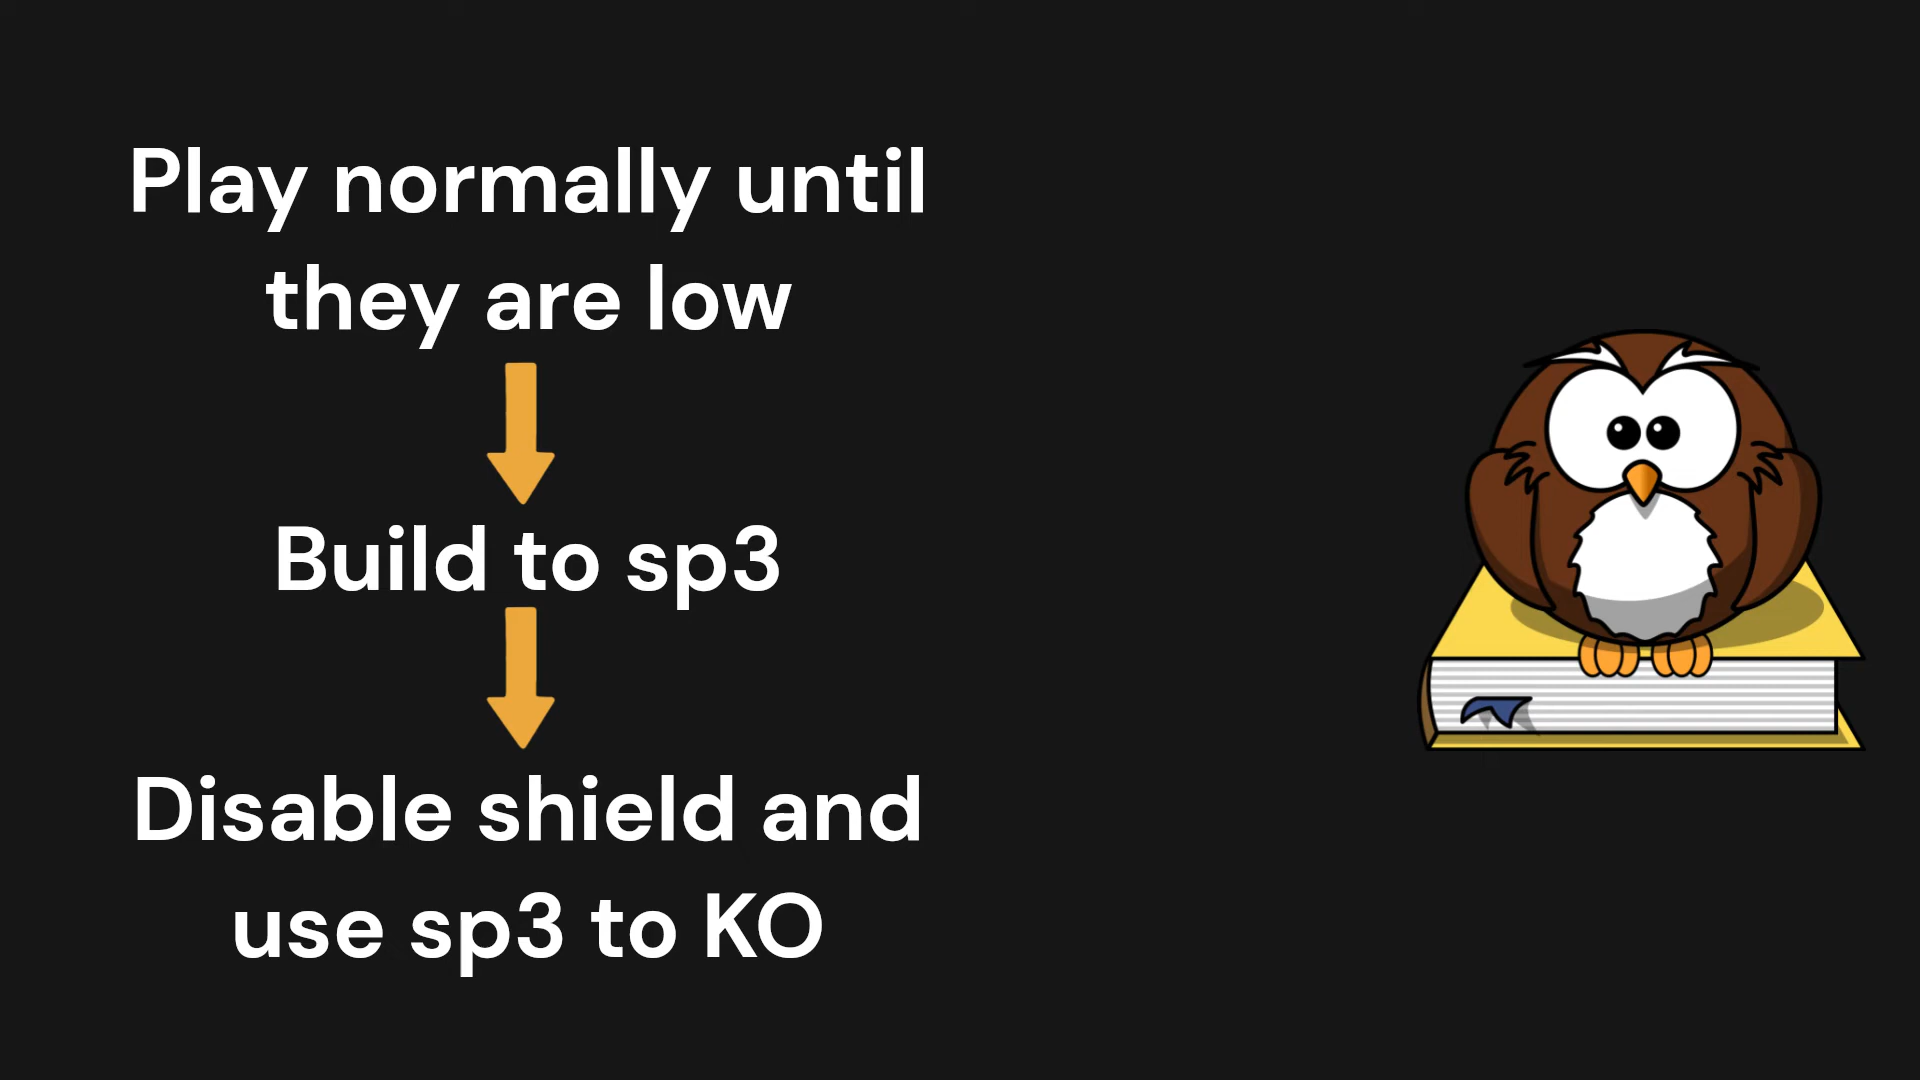 Play normally until
they are low
Build to sp3
Disable shield and
use sp3 to KO